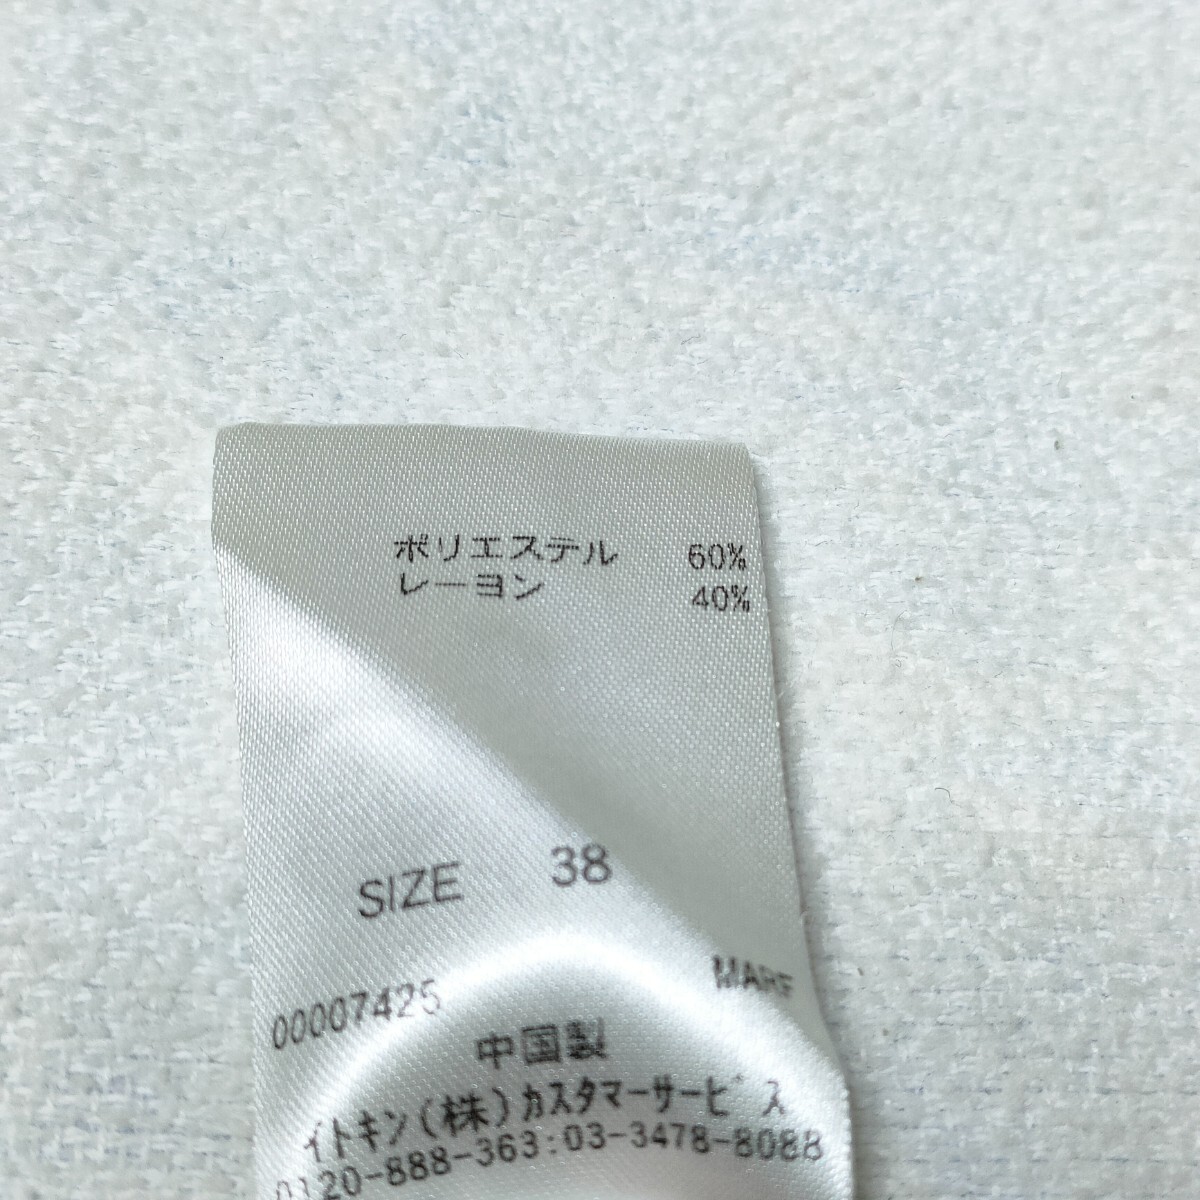 ポリエステル 60%
レーヨン 40%
SIZE 38
00007425
中国製
イトキン(株)カスタマーサービス
0120-888-363:03-3478-8088